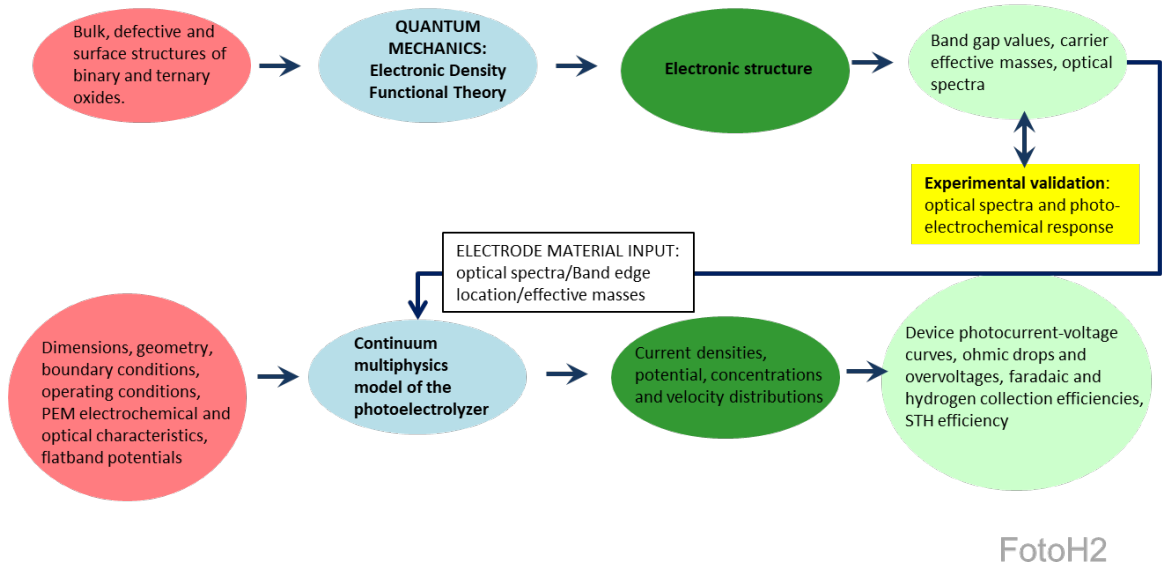 Bulk, defective and
surface structures of
binary and ternary
oxides.
QUANTUM
MECHANICS:
Electronic Density
Functional Theory
Electronic structure
Band gap values, carrier
effective masses, optical
spectra
Experimental validation:
optical spectra and photo-
electrochemical response
ELECTRODE MATERIAL INPUT:
optical spectra/Band edge
location/effective masses
Dimensions, geometry,
boundary conditions,
operating conditions,
PEM electrochemical and
optical characteristics,
flatband potentials
Continuum
multiphysics
model of the
photoelectrolyzer
Current densities,
potential, concentrations
and velocity distributions
Device photocurrent-voltage
curves, ohmic drops and
overvoltages, faradaic and
hydrogen collection efficiencies,
STH efficiency
FotoH2